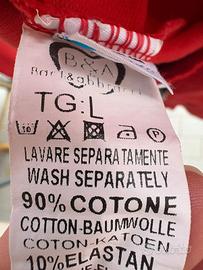 B&A
TG:L
LAVARE SEPARATAMENTE
WASH SEPARATELY
90% COTONE
COTTON-BAUMWOLLE
COTON-KATOEN
10% ELASTAN